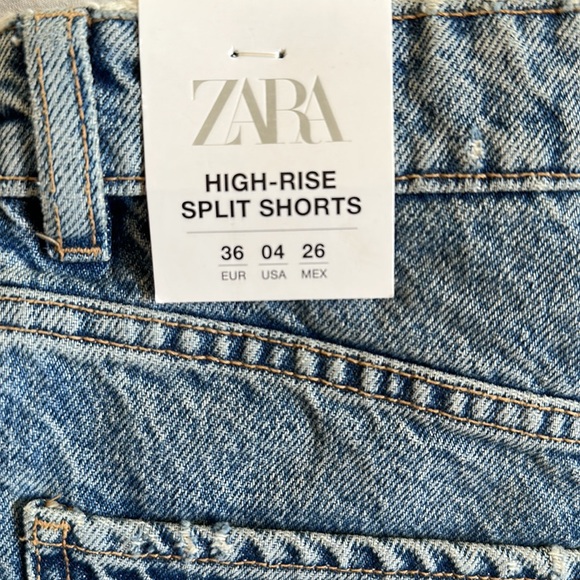 ZARA
HIGH-RISE
SPLIT SHORTS
36 04 26
EUR USA MEX